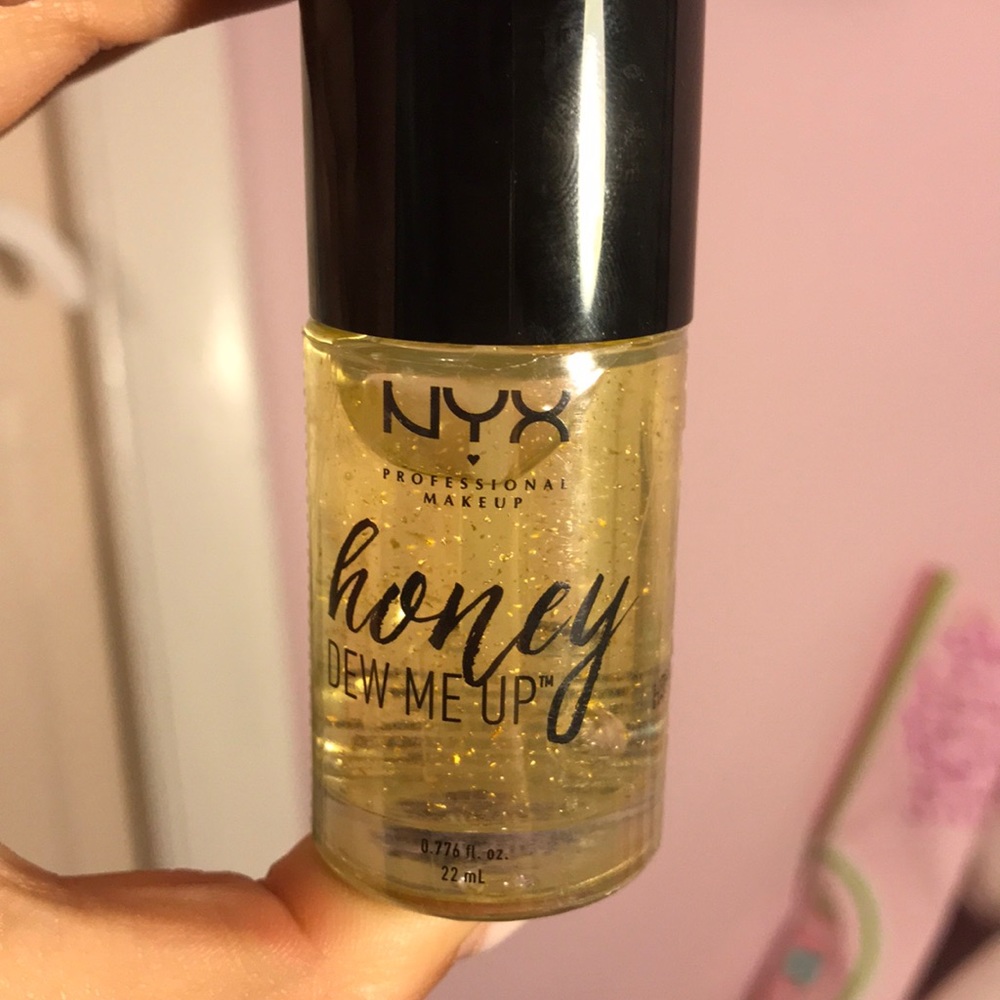 NYX
PROFESSIONAL
MAKEUP
honey
DEW ME UP™
0.776 fl. oz.
22 mL